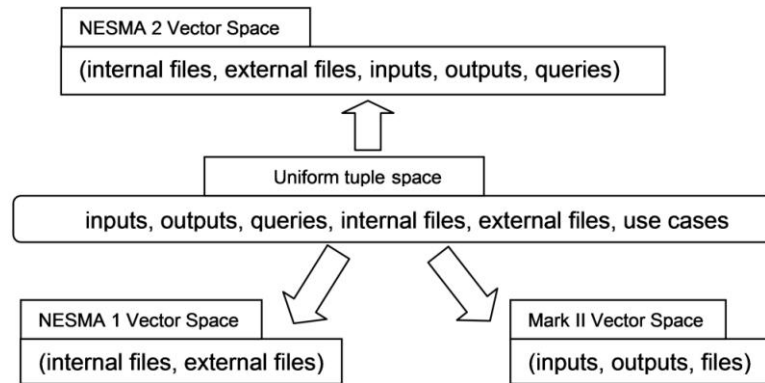 NESMA 2 Vector Space
(internal files, external files, inputs, outputs, queries)
Uniform tuple space
inputs, outputs, queries, internal files, external files, use cases
NESMA 1 Vector Space
(internal files, external files)
Mark II Vector Space
(inputs, outputs, files)